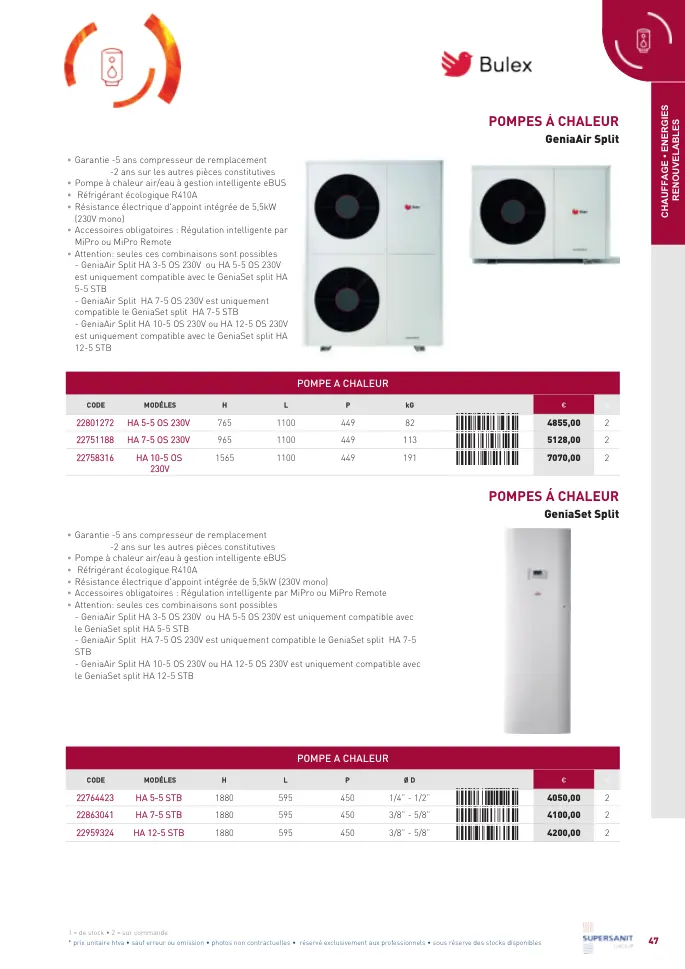 Bulex
CHAUFFAGE • ENERGIES
RENOUVELABLES
POMPES Á CHALEUR
GeniaAir Split
• Garantie -5 ans compresseur de remplacement
-2 ans sur les autres pièces constitutives
• Pompe à chaleur air/eau à gestion intelligente eBUS
• Réfrigérant écologique R410A
• Résistance électrique d'appoint intégrée de 5,5kW
(230V mono)
• Accessoires obligatoires : Régulation intelligente par
MiPro ou MiPro Remote
• Attention: seules ces combinaisons sont possibles
- GeniaAir Split HA 3-5 OS 230V ou HA 5-5 OS 230V
est uniquement compatible avec le GeniaSet split HA
5-5 STB
- GeniaAir Split HA 7-5 OS 230V est uniquement
compatible le GeniaSet split HA 7-5 STB
- GeniaAir Split HA 10-5 OS 230V ou HA 12-5 OS 230V
est uniquement compatible avec le GeniaSet split HA
12-5 STB
Bulex
Bulex
POMPE A CHALEUR
CODE MODÉLES H L P kG €
22801272 HA 5-5 OS 230V 765 1100 449 82 4855,00 2
22751188 HA 7-5 OS 230V 965 1100 449 113 5128,00 2
22758316 HA 10-5 OS 1565 1100 449 191 7070,00 2
230V
POMPES Á CHALEUR
GeniaSet Split
• Garantie -5 ans compresseur de remplacement
-2 ans sur les autres pièces constitutives
• Pompe à chaleur air/eau à gestion intelligente eBUS
• Réfrigérant écologique R410A
• Résistance électrique d'appoint intégrée de 5,5kW (230V mono)
• Accessoires obligatoires : Régulation intelligente par MiPro ou MiPro Remote
• Attention: seules ces combinaisons sont possibles
- GeniaAir Split HA 3-5 OS 230V ou HA 5-5 OS 230V est uniquement compatible avec
le GeniaSet split HA 5-5 STB
- GeniaAir Split HA 7-5 OS 230V est uniquement compatible le GeniaSet split HA 7-5
STB
- GeniaAir Split HA 10-5 OS 230V ou HA 12-5 OS 230V est uniquement compatible avec
le GeniaSet split HA 12-5 STB
POMPE A CHALEUR
CODE MODÉLES H L P Ø D €
22764423 HA 5-5 STB 1880 595 450 1/4" - 1/2" 4050,00 2
22863041 HA 7-5 STB 1880 595 450 3/8" - 5/8" 4100,00 2
22959324 HA 12-5 STB 1880 595 450 3/8" - 5/8" 4200,00 2
1 = de stock • 2 = sur commande
* prix unitaire htva • sauf erreur ou omission • photos non contractuelles • réservé exclusivement aux professionnels • sous réserve des stocks disponibles
SUPERSANIT
GROUP
47